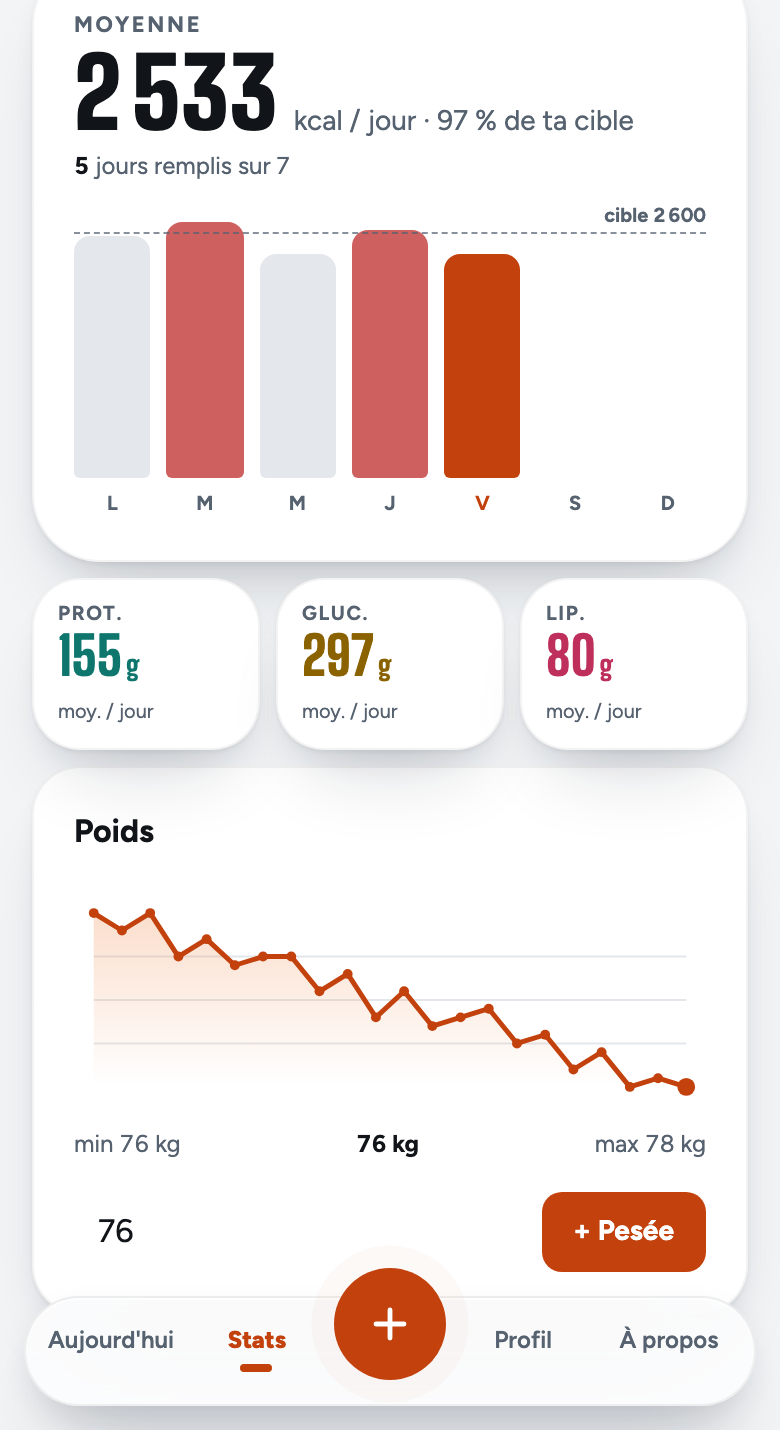 MOYENNE
2 533 kcal / jour · 97 % de ta cible
5 jours remplis sur 7
cible 2 600
L M M J V S D
PROT. GLUC. LIP.
155 g 297 g 80 g
moy. / jour moy. / jour moy. / jour
Poids
min 76 kg 76 kg max 78 kg
76 + Pesée
+
Aujourd'hui Stats Profil À propos